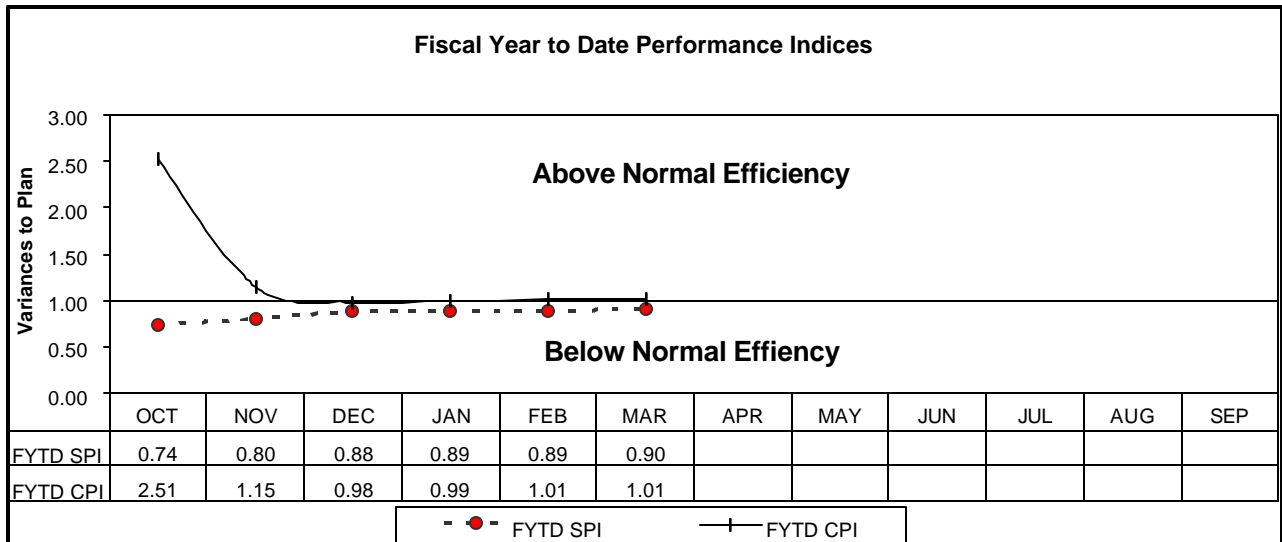 Fiscal Year to Date Performance Indices
Variances to Plan
3.00
2.50
2.00
1.50
1.00
0.50
0.00
Above Normal Efficiency
Below Normal Effiency
OCT NOV DEC JAN FEB MAR APR MAY JUN JUL AUG SEP
FYTD SPI 0.74 0.80 0.88 0.89 0.89 0.90
FYTD CPI 2.51 1.15 0.98 0.99 1.01 1.01
FYTD SPI FYTD CPI